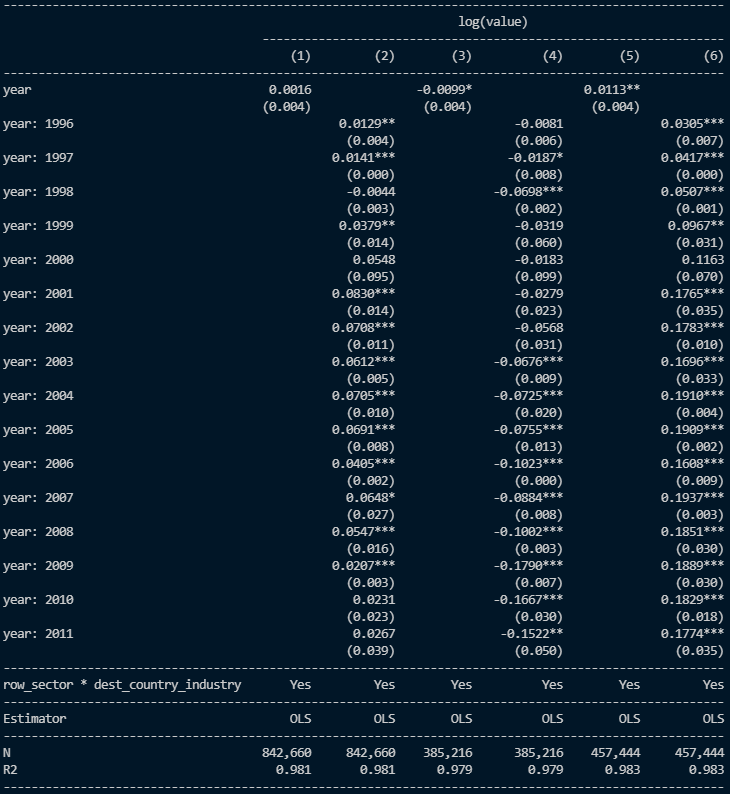 log(value)
(1) (2) (3) (4) (5) (6)
year 0.0016 -0.0099* 0.0113**
(0.004) (0.004) (0.004)
year: 1996 0.0129** -0.0081 0.0305***
(0.004) (0.006) (0.007)
year: 1997 0.0141*** -0.0187* 0.0417***
(0.000) (0.008) (0.000)
year: 1998 -0.0044 -0.0698*** 0.0507***
(0.003) (0.002) (0.001)
year: 1999 0.0379** -0.0319 0.0967**
(0.014) (0.060) (0.031)
year: 2000 0.0548 -0.0183 0.1163
(0.095) (0.099) (0.070)
year: 2001 0.0830*** -0.0279 0.1765***
(0.014) (0.023) (0.035)
year: 2002 0.0708*** -0.0568 0.1783***
(0.011) (0.031) (0.010)
year: 2003 0.0612*** -0.0676*** 0.1696***
(0.005) (0.009) (0.033)
year: 2004 0.0705*** -0.0725*** 0.1910***
(0.010) (0.020) (0.004)
year: 2005 0.0691*** -0.0755*** 0.1909***
(0.008) (0.013) (0.002)
year: 2006 0.0405*** -0.1023*** 0.1608***
(0.002) (0.000) (0.009)
year: 2007 0.0648* -0.0884*** 0.1937***
(0.027) (0.008) (0.003)
year: 2008 0.0547*** -0.1002*** 0.1851***
(0.016) (0.003) (0.030)
year: 2009 0.0207*** -0.1790*** 0.1889***
(0.003) (0.007) (0.030)
year: 2010 0.0231 -0.1667*** 0.1829***
(0.023) (0.030) (0.018)
year: 2011 0.0267 -0.1522** 0.1774***
(0.039) (0.050) (0.035)
row_sector * dest_country_industry Yes Yes Yes Yes Yes Yes
Estimator OLS OLS OLS OLS OLS OLS
N 842,660 842,660 385,216 385,216 457,444 457,444
R2 0.981 0.981 0.979 0.979 0.983 0.983